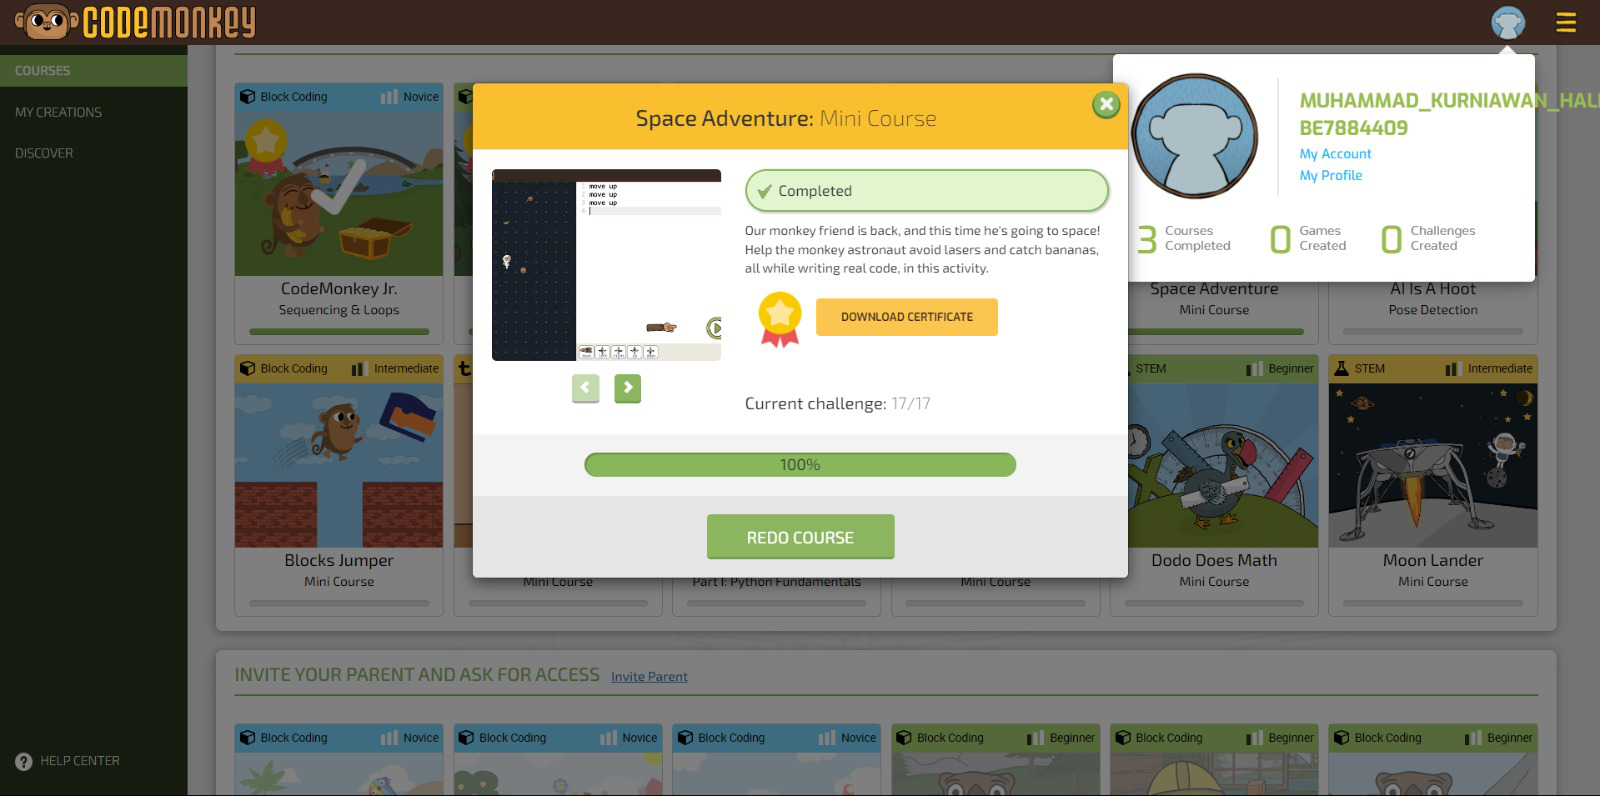 CODEMONKEY
COURSES
MY CREATIONS
DISCOVER
HELP CENTER
MUHAMMAD_KURNIAWAN_HAL
BE7884409
My Account
My Profile
3 Courses Completed
0 Games Created
0 Challenges Created
Space Adventure: Mini Course
1 move up
2 move up
3 move up
4
Completed
Our monkey friend is back, and this time he's going to space!
Help the monkey astronaut avoid lasers and catch bananas,
all while writing real code, in this activity.
DOWNLOAD CERTIFICATE
Current challenge: 17/17
100%
REDO COURSE
Block Coding Novice
CodeMonkey Jr.
Sequencing & Loops
Space Adventure
Mini Course
AI Is A Hoot
Pose Detection
Block Coding Intermediate
Blocks Jumper
Mini Course
Mini Course
Part I: Python Fundamentals
Mini Course
STEM Beginner
Dodo Does Math
Mini Course
STEM Intermediate
Moon Lander
Mini Course
INVITE YOUR PARENT AND ASK FOR ACCESS Invite Parent
Block Coding Novice
Block Coding Novice
Block Coding Novice
Block Coding Beginner
Block Coding Beginner
Block Coding Beginner